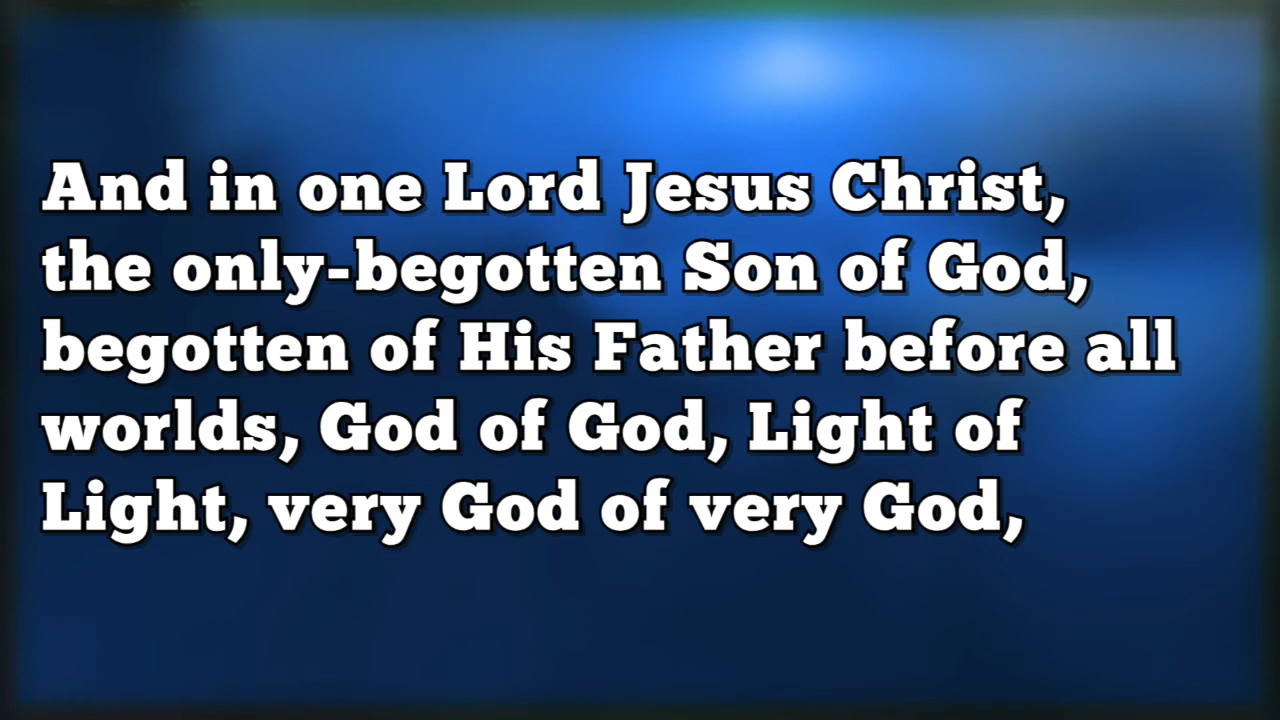 And in one Lord Jesus Christ,
the only-begotten Son of God,
begotten of His Father before all
worlds, God of God, Light of
Light, very God of very God,